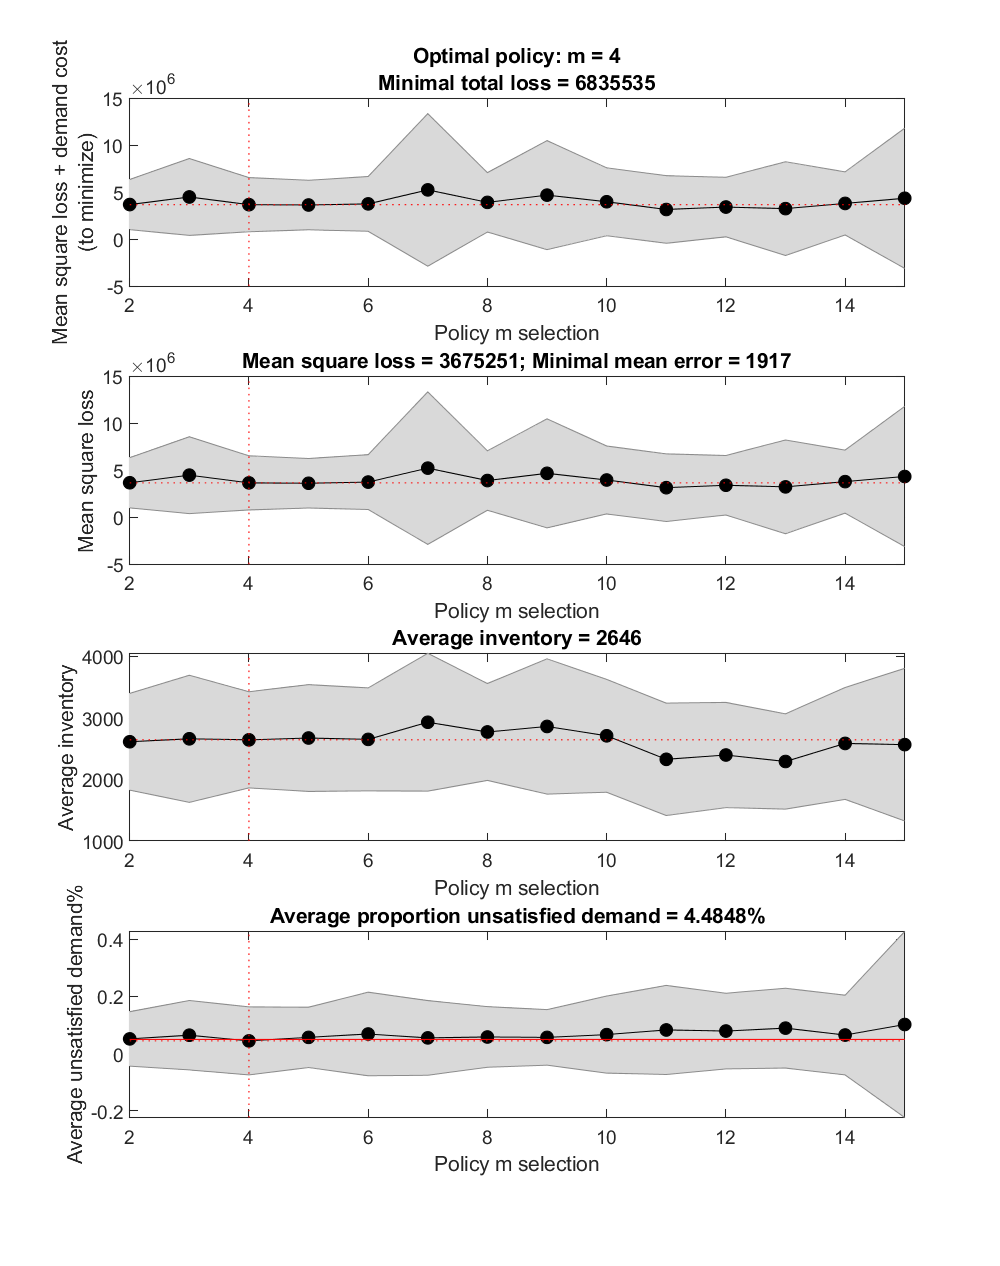 Optimal policy: m = 4
Minimal total loss = 6835535
×10^6
Mean square loss + demand cost
(to minimize)
15
10
5
0
-5
2 4 6 8 10 12 14
Policy m selection
Mean square loss = 3675251; Minimal mean error = 1917
×10^6
Mean square loss
15
10
5
0
-5
2 4 6 8 10 12 14
Policy m selection
Average inventory = 2646
Average inventory
4000
3000
2000
1000
2 4 6 8 10 12 14
Policy m selection
Average proportion unsatisfied demand = 4.4848%
Average unsatisfied demand%
0.4
0.2
0
-0.2
2 4 6 8 10 12 14
Policy m selection